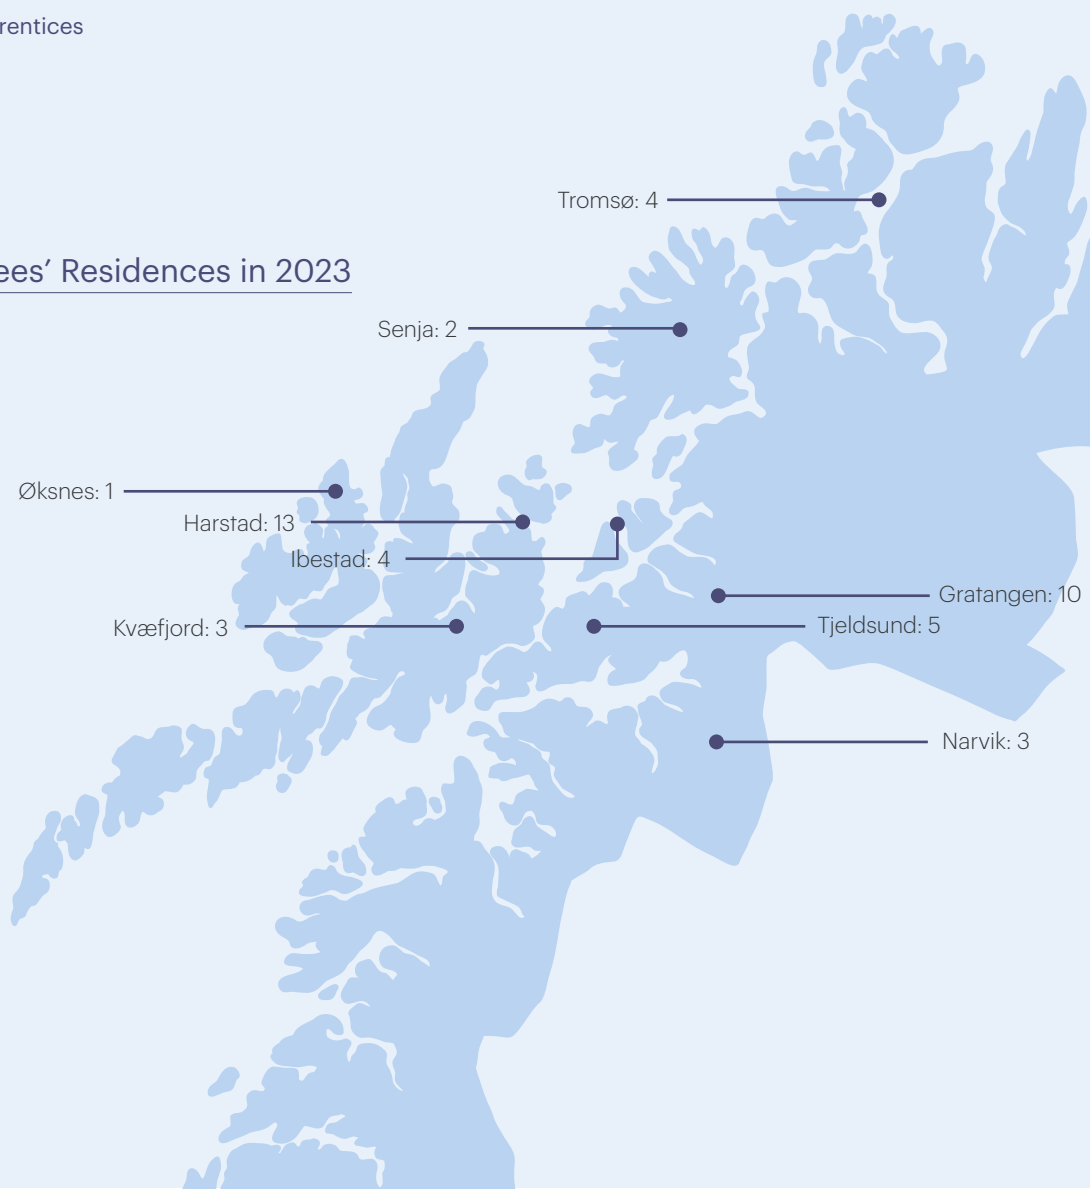 rentices
Tromsø: 4
ees’ Residences in 2023
Senja: 2
Øksnes: 1
Harstad: 13
Ibestad: 4
Gratangen: 10
Kvæfjord: 3
Tjeldsund: 5
Narvik: 3